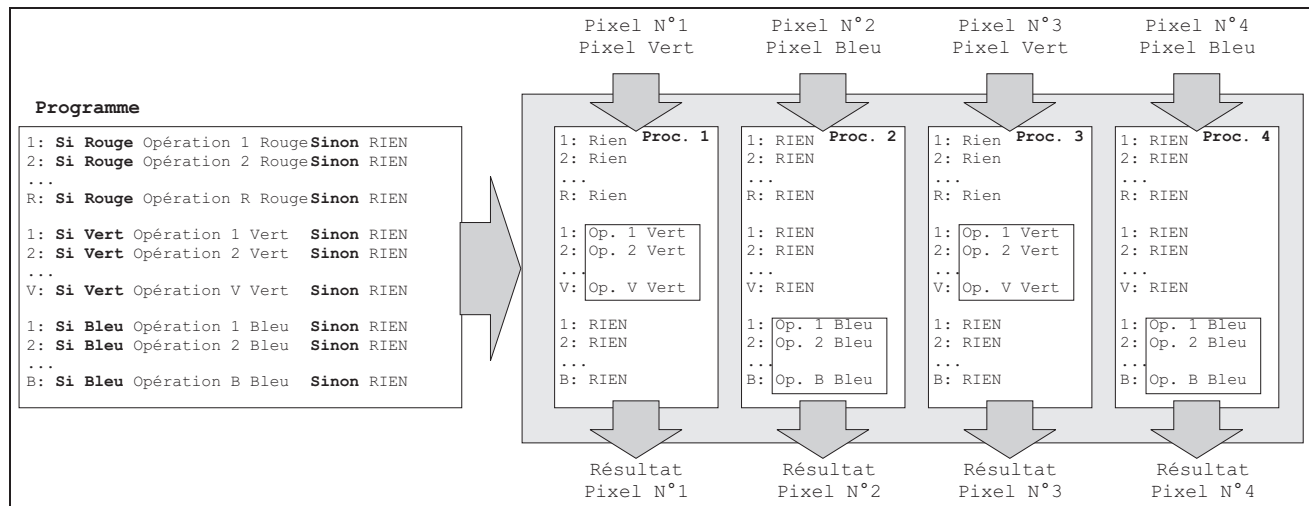 Programme
1: Si Rouge Opération 1 Rouge Sinon RIEN
2: Si Rouge Opération 2 Rouge Sinon RIEN
...
R: Si Rouge Opération R Rouge Sinon RIEN
1: Si Vert Opération 1 Vert Sinon RIEN
2: Si Vert Opération 2 Vert Sinon RIEN
...
V: Si Vert Opération V Vert Sinon RIEN
1: Si Bleu Opération 1 Bleu Sinon RIEN
2: Si Bleu Opération 2 Bleu Sinon RIEN
...
B: Si Bleu Opération B Bleu Sinon RIEN
Pixel N°1
Pixel Vert
Proc. 1
1: Rien
2: Rien
...
R: Rien
1: Op. 1 Vert
2: Op. 2 Vert
...
V: Op. V Vert
1: RIEN
2: RIEN
...
B: RIEN
Résultat
Pixel N°1
Pixel N°2
Pixel Bleu
Proc. 2
1: RIEN
2: RIEN
...
R: RIEN
1: RIEN
2: RIEN
...
V: RIEN
1: Op. 1 Bleu
2: Op. 2 Bleu
...
B: Op. B Bleu
Résultat
Pixel N°2
Pixel N°3
Pixel Vert
Proc. 3
1: Rien
2: Rien
...
R: Rien
1: Op. 1 Vert
2: Op. 2 Vert
...
V: Op. V Vert
1: RIEN
2: RIEN
...
B: RIEN
Résultat
Pixel N°3
Pixel N°4
Pixel Bleu
Proc. 4
1: RIEN
2: RIEN
...
R: RIEN
1: RIEN
2: RIEN
...
V: RIEN
1: Op. 1 Bleu
2: Op. 2 Bleu
...
B: Op. B Bleu
Résultat
Pixel N°4